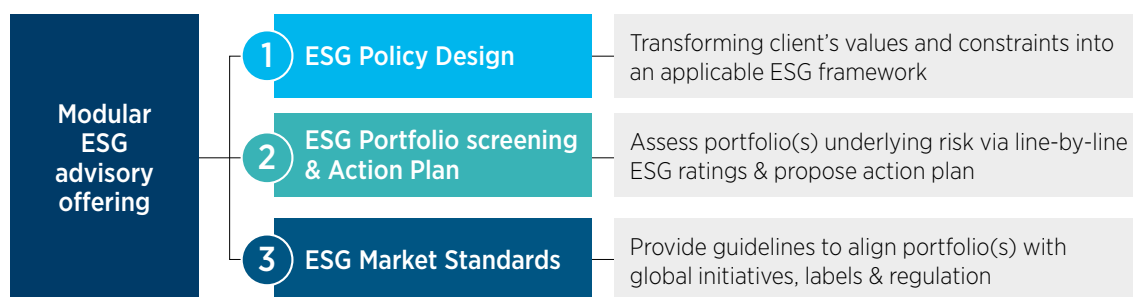 Modular
ESG
advisory
offering
1
ESG Policy Design
Transforming client's values and constraints into
an applicable ESG framework
2
ESG Portfolio screening
& Action Plan
Assess portfolio(s) underlying risk via line-by-line
ESG ratings & propose action plan
3
ESG Market Standards
Provide guidelines to align portfolio(s) with
global initiatives, labels & regulation